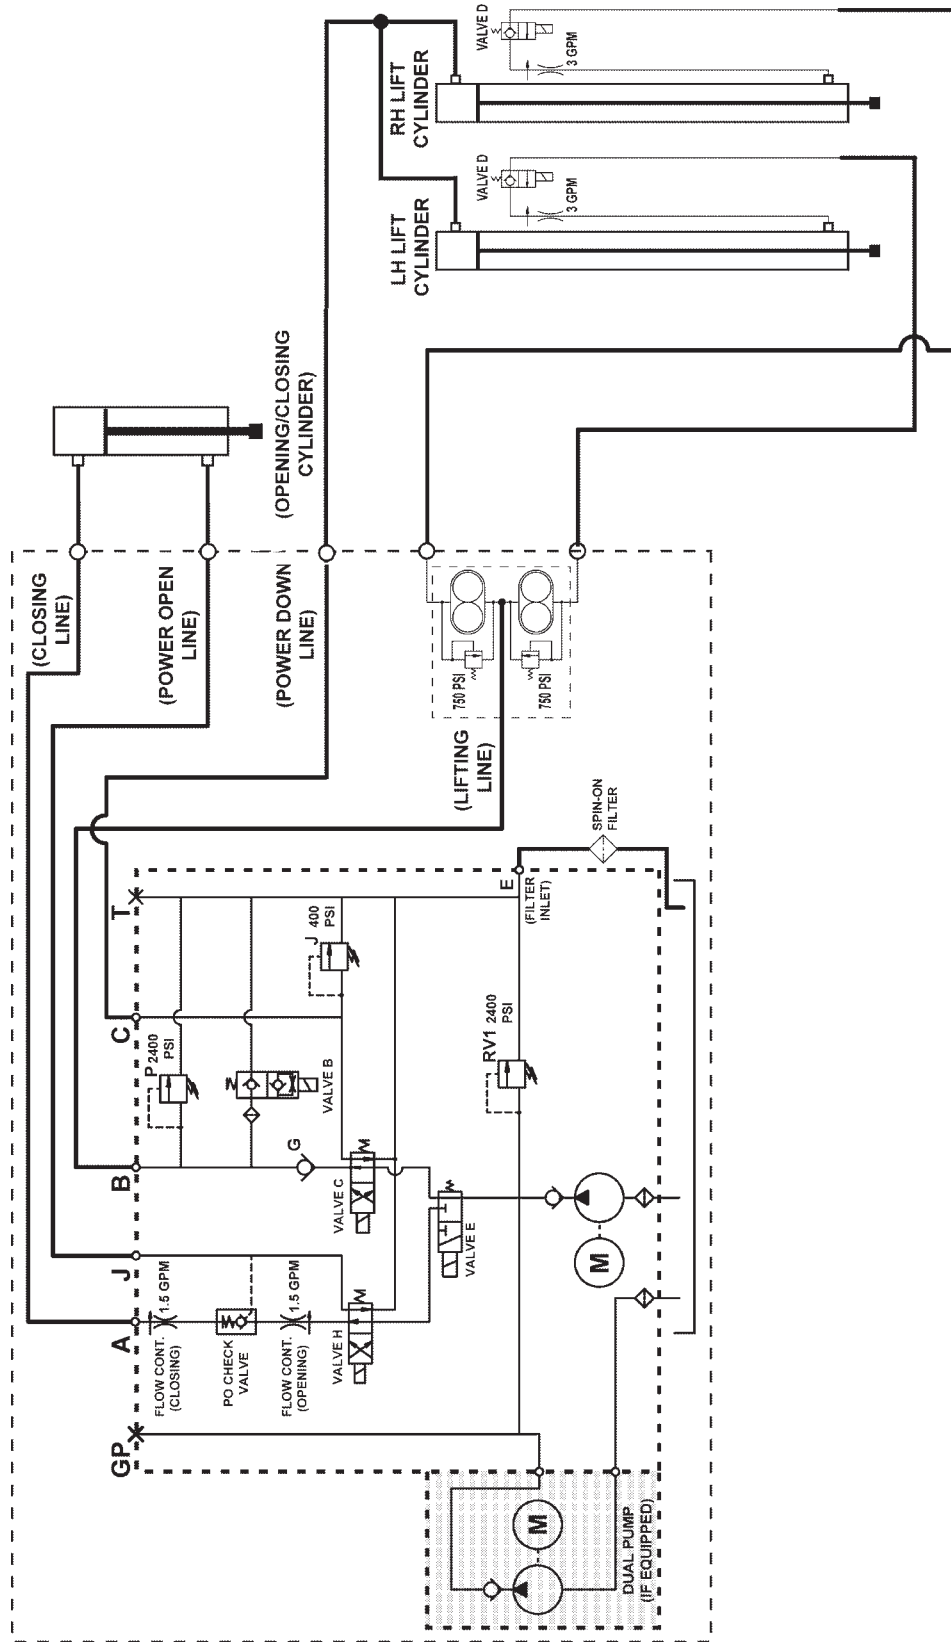 VALVE D
3 GPM
RH LIFT
CYLINDER
VALVE D
3 GPM
LH LIFT
CYLINDER
(OPENING/CLOSING
CYLINDER)
(CLOSING
LINE)
(POWER OPEN
LINE)
(POWER DOWN
LINE)
750 PSI
750 PSI
(LIFTING
LINE)
SPIN-ON
FILTER
T
E
(FILTER
INLET)
J 400
PSI
C
P 2400
PSI
RV1 2400
PSI
VALVE B
B
G
VALVE C
VALVE E
J
A
1.5 GPM
FLOW CONT.
(CLOSING)
PO CHECK
VALVE
1.5 GPM
FLOW CONT.
(OPENING)
VALVE H
M
GP
M
DUAL PUMP
(IF EQUIPPED)